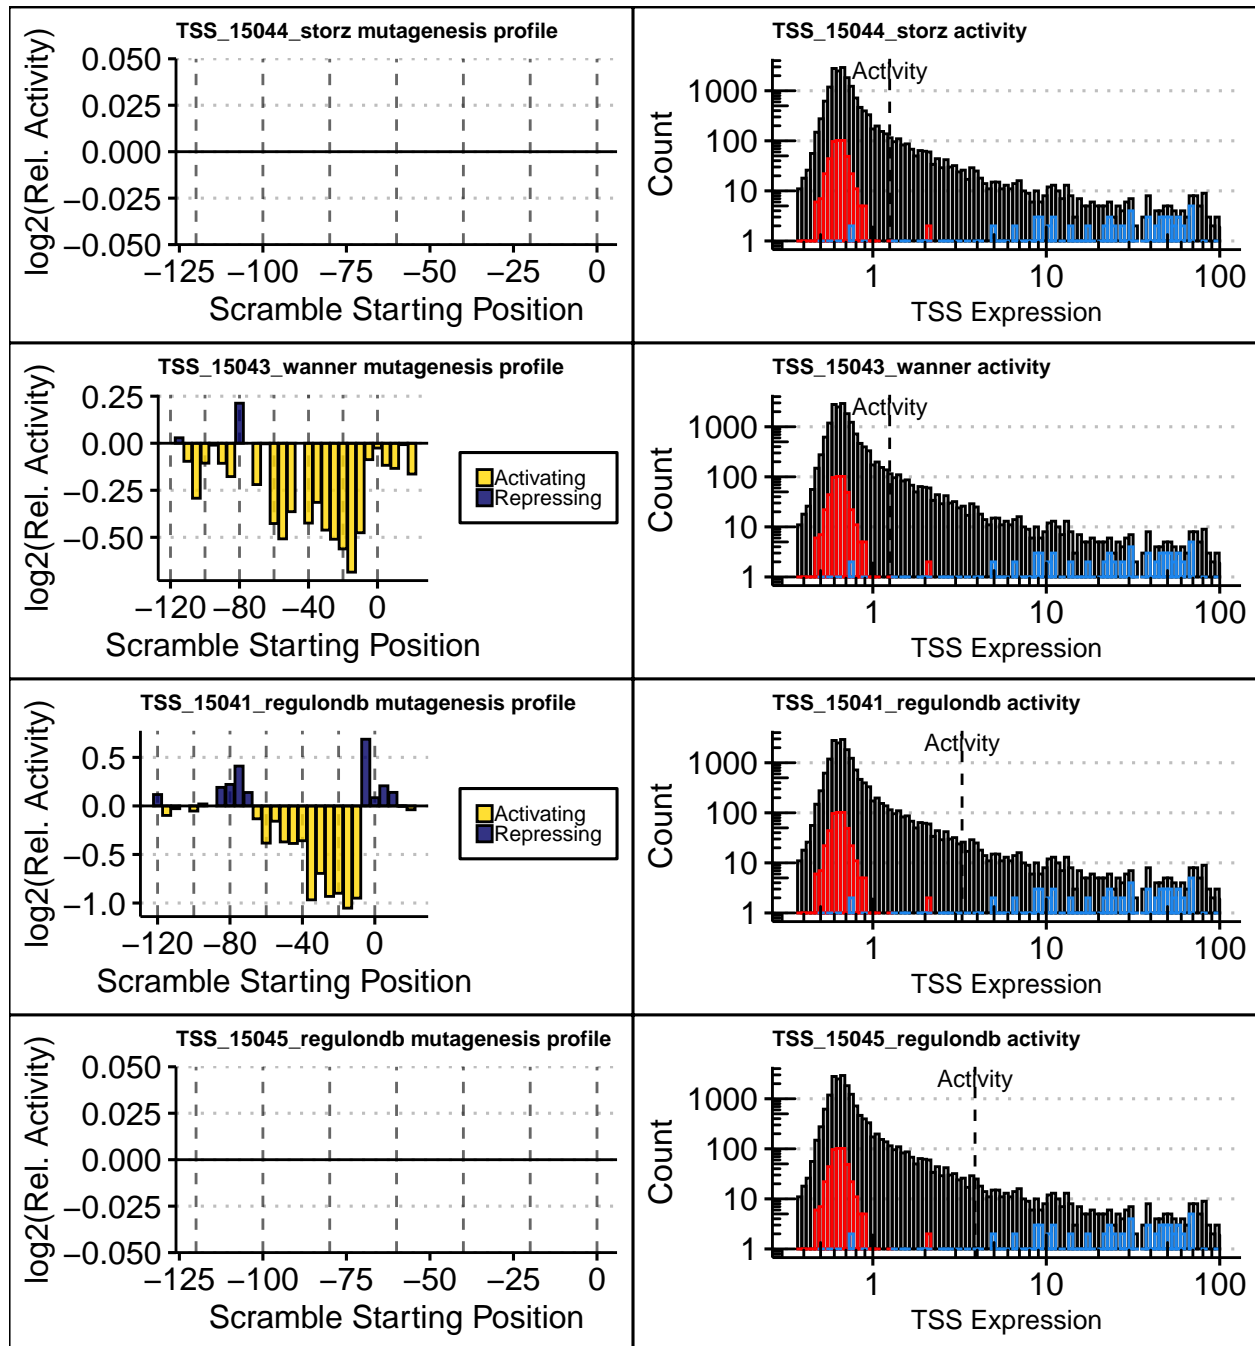 TSS_15044_storz mutagenesis profile
log2(Rel. Activity)
0.050
0.025
0.000
−0.025
−0.050
−125 −100 −75 −50 −25 0
Scramble Starting Position
TSS_15044_storz activity
Activity
Count
1000
100
10
1
1 10 100
TSS Expression
TSS_15043_wanner mutagenesis profile
log2(Rel. Activity)
0.25
0.00
−0.25
−0.50
−120 −80 −40 0
Scramble Starting Position
Activating
Repressing
TSS_15043_wanner activity
Activity
Count
1000
100
10
1
1 10 100
TSS Expression
TSS_15041_regulondb mutagenesis profile
log2(Rel. Activity)
0.5
0.0
−0.5
−1.0
−120 −80 −40 0
Scramble Starting Position
Activating
Repressing
TSS_15041_regulondb activity
Activity
Count
1000
100
10
1
1 10 100
TSS Expression
TSS_15045_regulondb mutagenesis profile
log2(Rel. Activity)
0.050
0.025
0.000
−0.025
−0.050
−125 −100 −75 −50 −25 0
Scramble Starting Position
TSS_15045_regulondb activity
Activity
Count
1000
100
10
1
1 10 100
TSS Expression